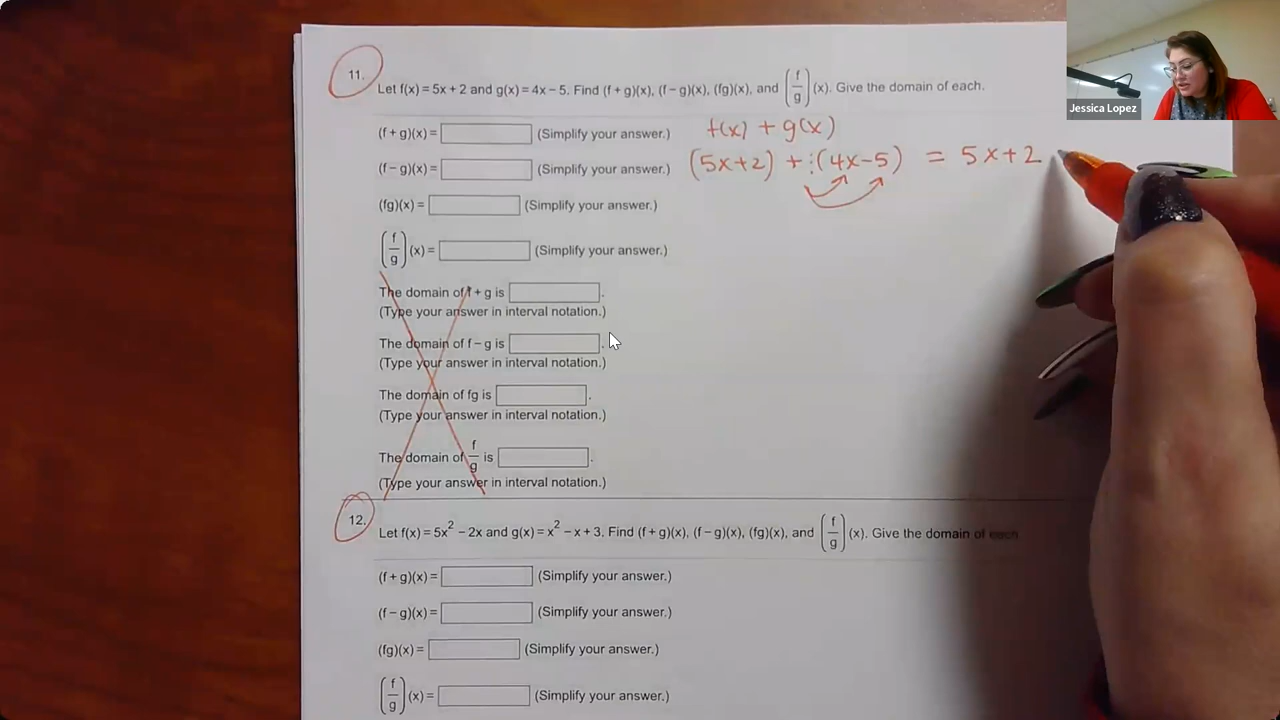 11.
Let f(x) = 5x + 2 and g(x) = 4x − 5. Find (f + g)(x), (f − g)(x), (fg)(x), and (f/g)(x). Give the domain of each.
Jessica Lopez
(f + g)(x) = (Simplify your answer.)
f(x) + g(x)
(f − g)(x) = (Simplify your answer.)
(5x+2) + (4x−5) = 5x+2
(fg)(x) = (Simplify your answer.)
(f/g)(x) = (Simplify your answer.)
The domain of f + g is .
(Type your answer in interval notation.)
The domain of f − g is .
(Type your answer in interval notation.)
The domain of fg is .
(Type your answer in interval notation.)
The domain of f/g is .
(Type your answer in interval notation.)
12.
Let f(x) = 5x² − 2x and g(x) = x² − x + 3. Find (f + g)(x), (f − g)(x), (fg)(x), and (f/g)(x). Give the domain of each
(f + g)(x) = (Simplify your answer.)
(f − g)(x) = (Simplify your answer.)
(fg)(x) = (Simplify your answer.)
(f/g)(x) = (Simplify your answer.)